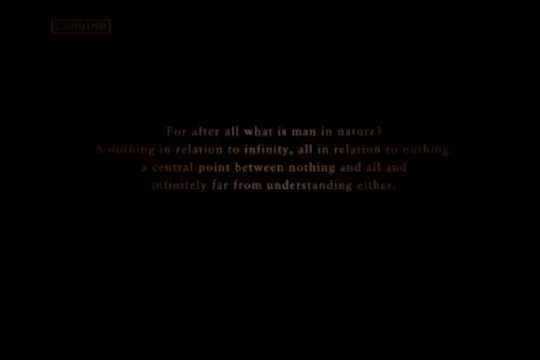 LOADING
For after all what is man in nature?
A nothing in relation to infinity, all in relation to nothing,
a central point between nothing and all and
infinitely far from understanding either.